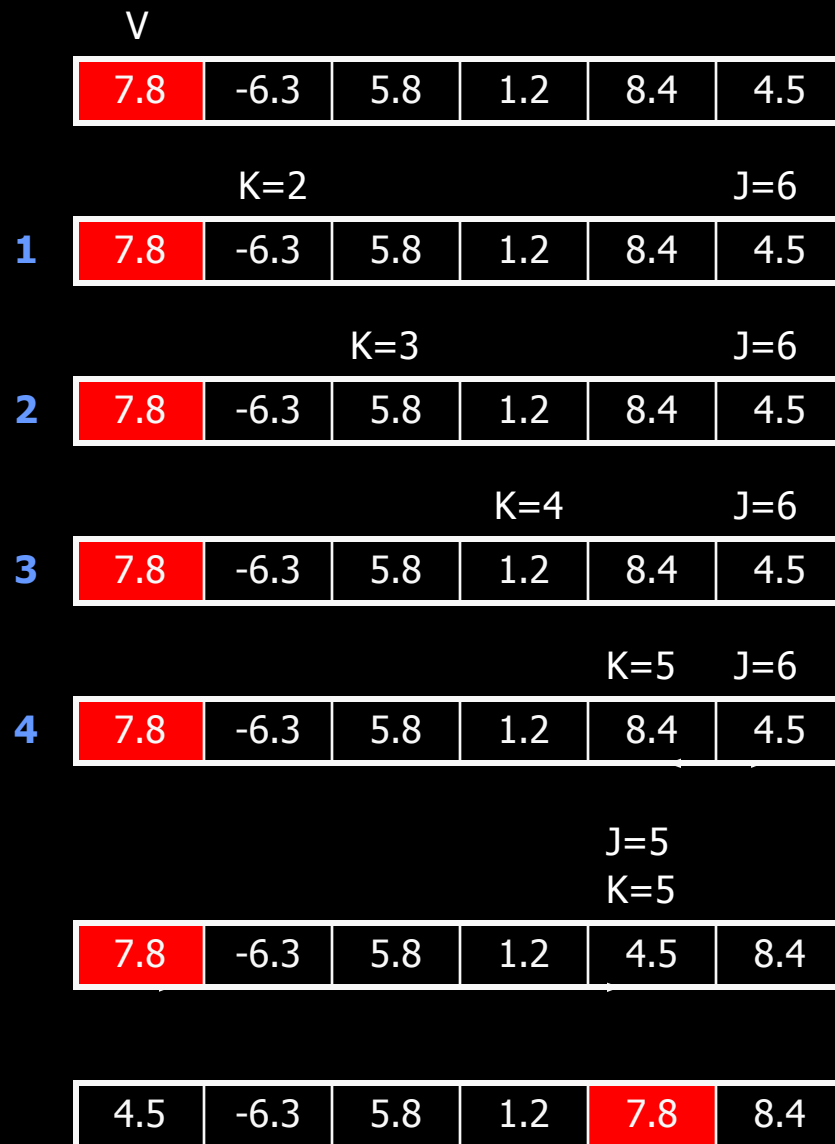 V
7.8 -6.3 5.8 1.2 8.4 4.5
K=2 J=6
1 7.8 -6.3 5.8 1.2 8.4 4.5
K=3 J=6
2 7.8 -6.3 5.8 1.2 8.4 4.5
K=4 J=6
3 7.8 -6.3 5.8 1.2 8.4 4.5
K=5 J=6
4 7.8 -6.3 5.8 1.2 8.4 4.5
J=5
K=5
7.8 -6.3 5.8 1.2 4.5 8.4
4.5 -6.3 5.8 1.2 7.8 8.4